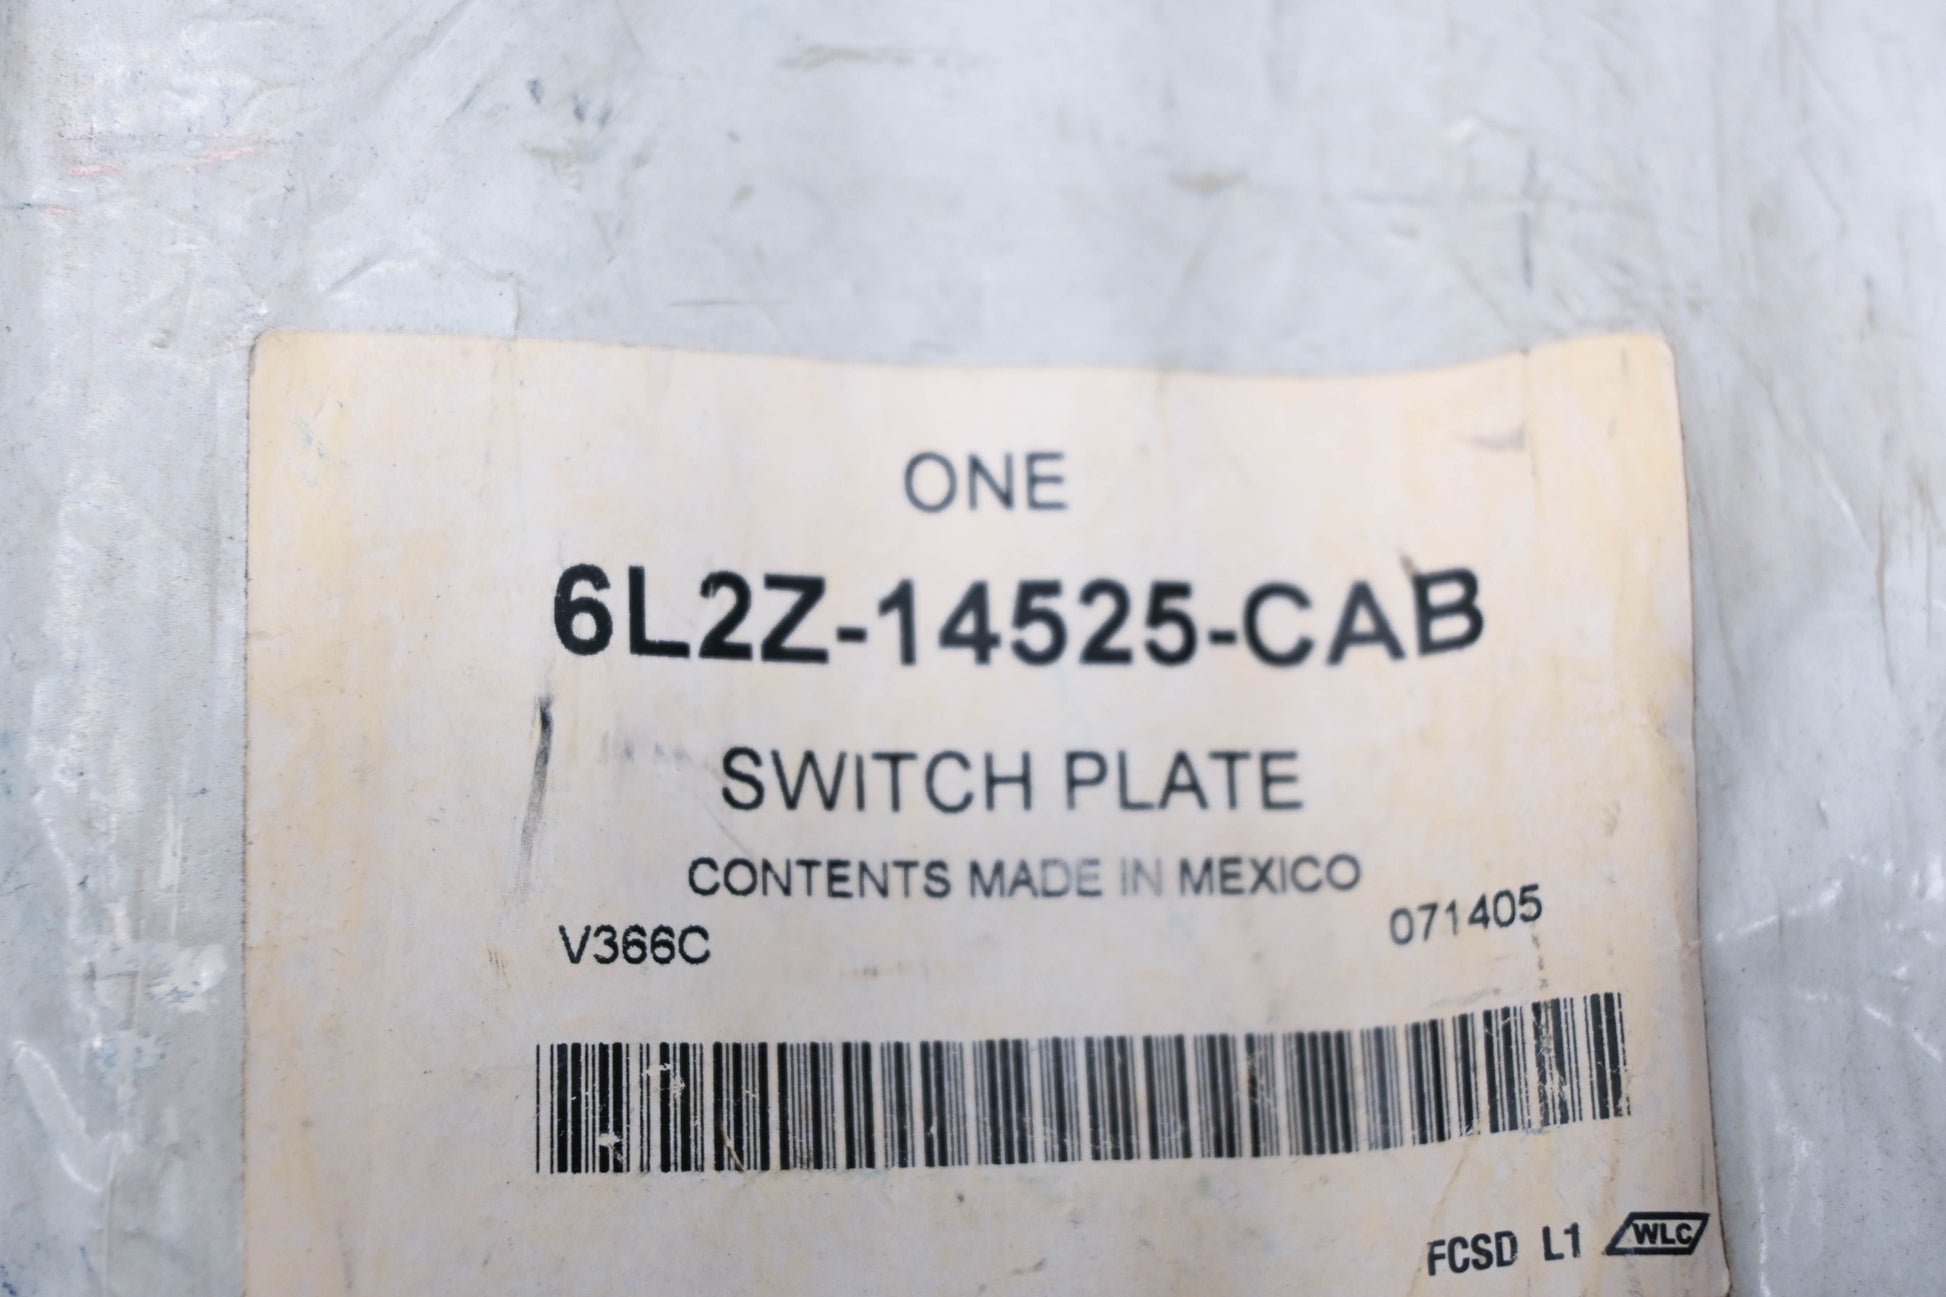 ONE
6L2Z-14525-CAB
SWITCH PLATE
CONTENTS MADE IN MEXICO
V366C 071405
FCSD L1 WLC